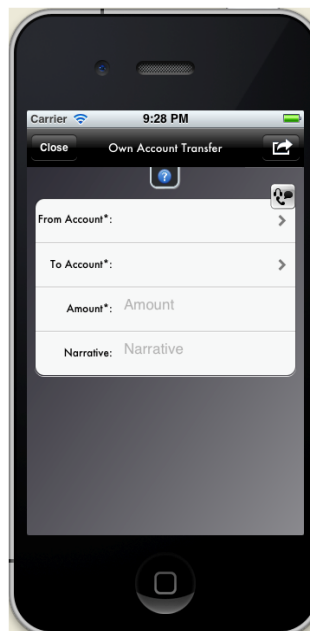 Carrier 9:28 PM
Close Own Account Transfer
?
From Account*:
To Account*:
Amount*: Amount
Narrative: Narrative